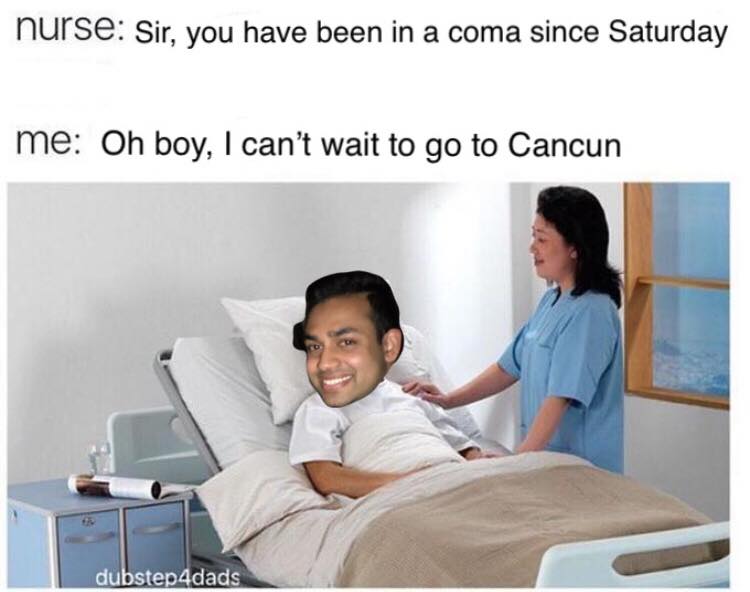 nurse: Sir, you have been in a coma since Saturday
me: Oh boy, I can’t wait to go to Cancun
dubstep4dads